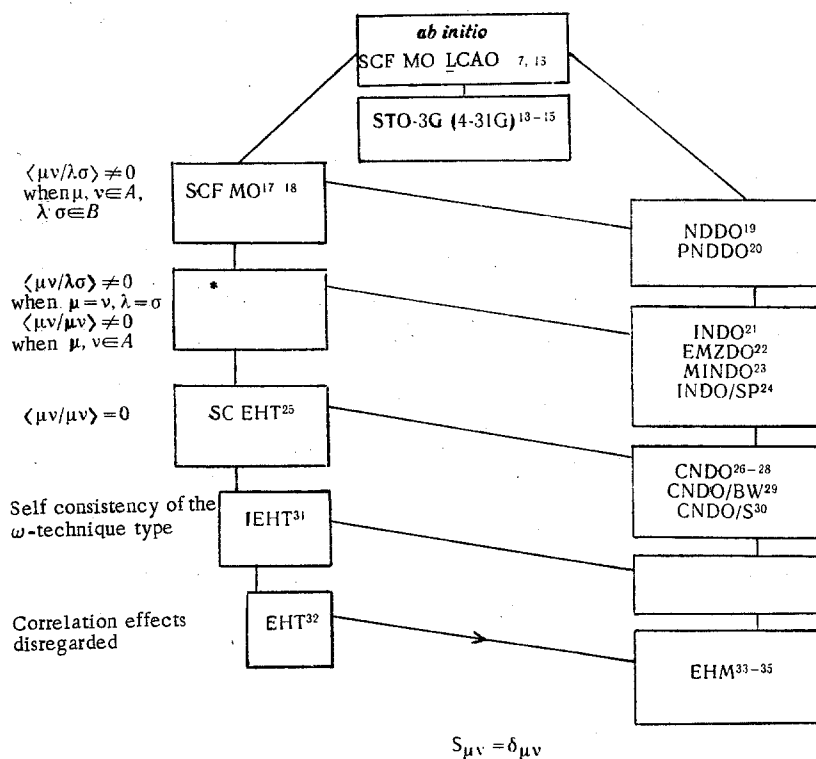 ab initio
SCF MO LCAO 7, 13
STO-3G (4-31G)13–15
⟨μν/λσ⟩ ≠0
when μ, ν∈A,
λ· σ∈B
SCF MO17 18
NDDO19
PNDDO20
⟨μν/λσ⟩ ≠0
when μ=ν, λ=σ
⟨μν/μν⟩ ≠0
when μ, ν∈A
*
INDO21
EMZDO22
MINDO23
INDO/SP24
⟨μν/μν⟩ =0
SC EHT25
CNDO26–28
CNDO/BW29
CNDO/S30
Self consistency of the
ω-technique type
IEHT31
Correlation effects
disregarded
EHT32
EHM33–35
Sμν =δμν